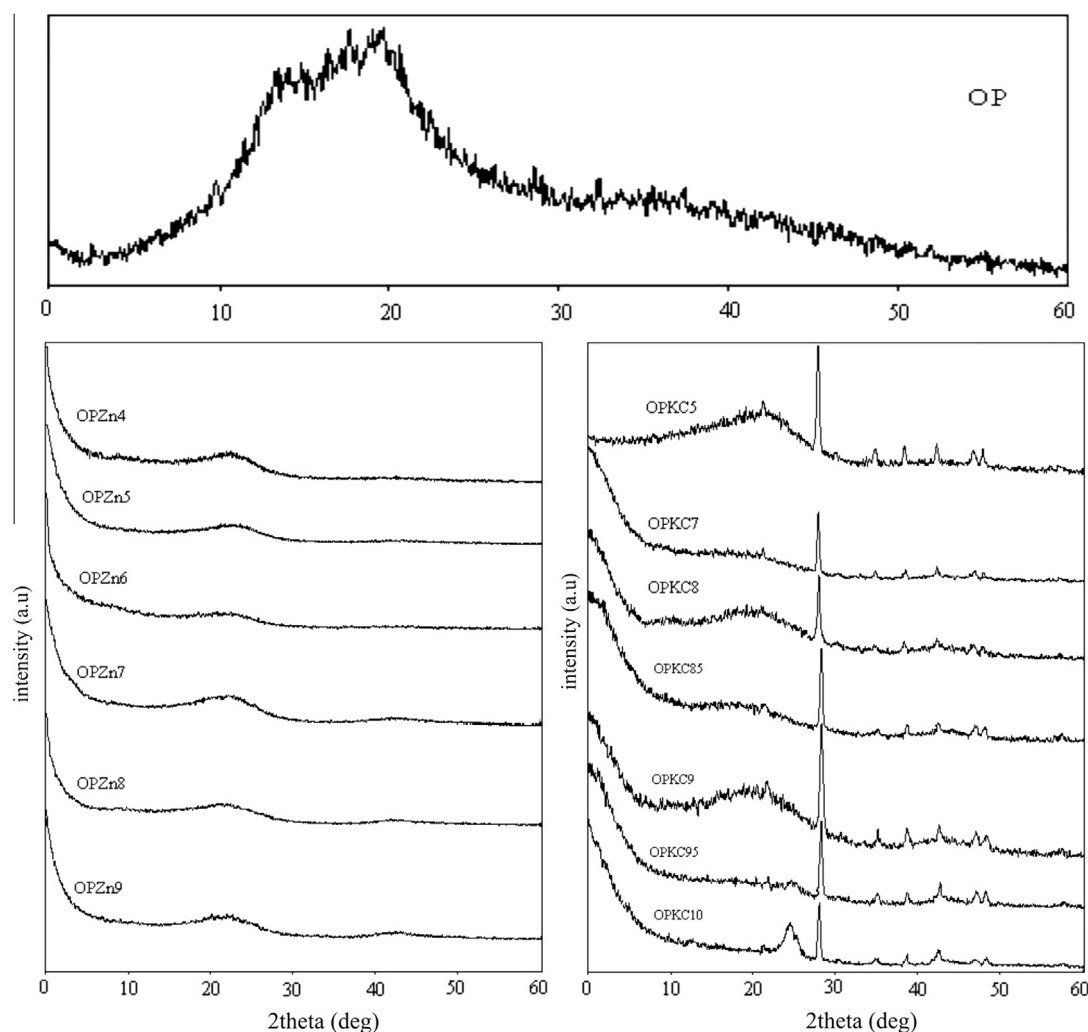 OP
0 10 20 30 40 50 60
OPZn4
OPZn5
OPZn6
OPZn7
OPZn8
OPZn9
intensity (a.u)
0 10 20 30 40 50 60
2theta (deg)
OPKC5
OPKC7
OPKC8
OPKC85
OPKC9
OPKC95
OPKC10
intensity (a.u
0 10 20 30 40 50 60
2theta (deg)